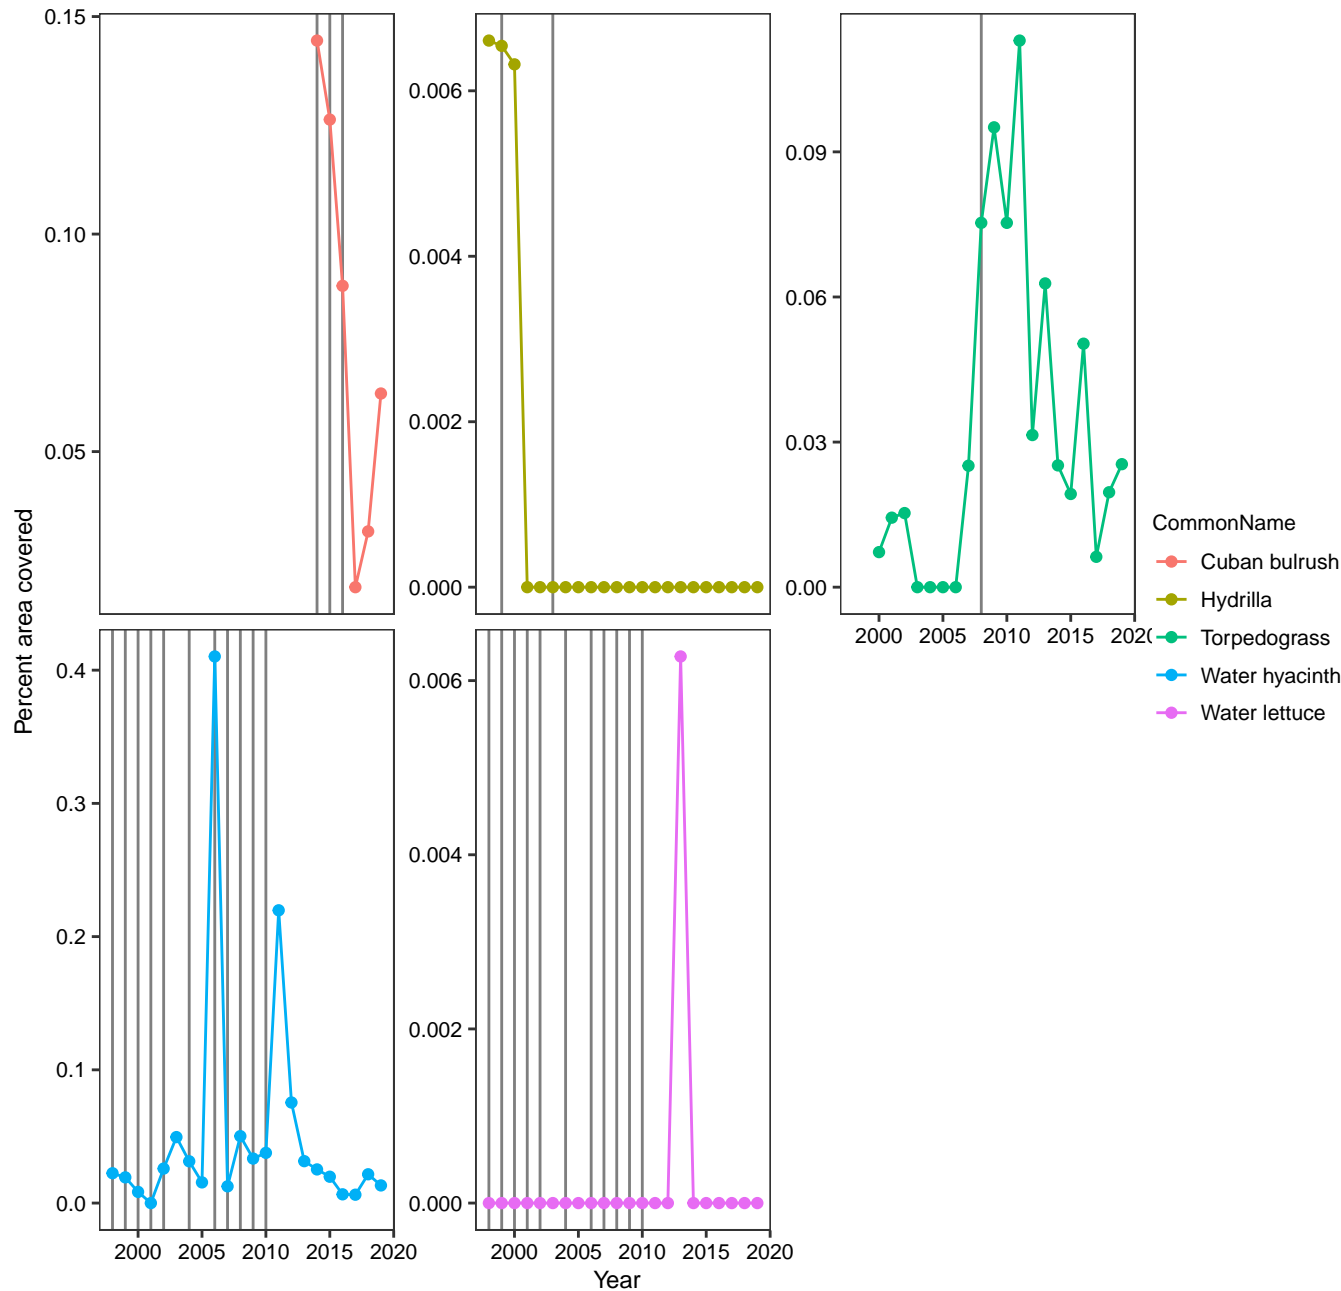 0.15
0.10
0.05
0.006
0.004
0.002
0.000
0.09
0.06
0.03
0.00
2000 2005 2010 2015 2020
Percent area covered
0.4
0.3
0.2
0.1
0.0
2000 2005 2010 2015 2020
0.006
0.004
0.002
0.000
2000 2005 2010 2015 2020
Year
CommonName
Cuban bulrush
Hydrilla
Torpedograss
Water hyacinth
Water lettuce